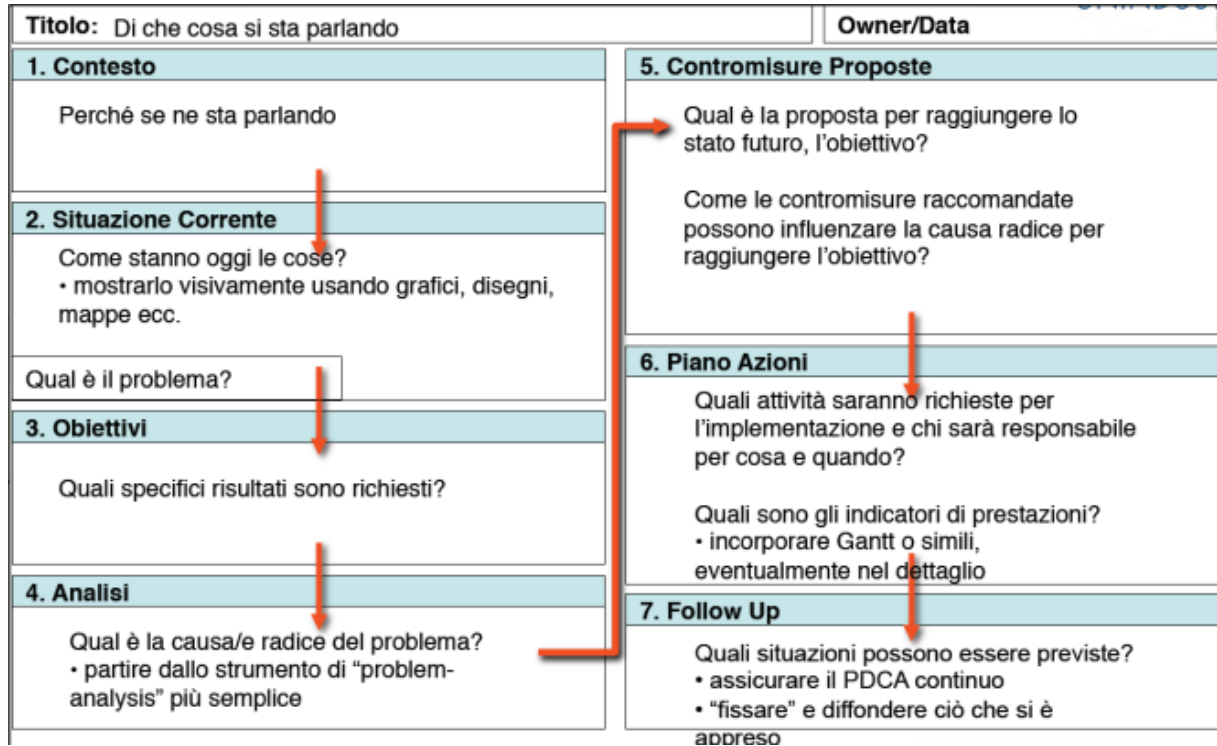 Titolo: Di che cosa si sta parlando
Owner/Data
1. Contesto
Perché se ne sta parlando
2. Situazione Corrente
Come stanno oggi le cose?
• mostrarlo visivamente usando grafici, disegni,
mappe ecc.
Qual è il problema?
3. Obiettivi
Quali specifici risultati sono richiesti?
4. Analisi
Qual è la causa/e radice del problema?
• partire dallo strumento di “problem-
analysis” più semplice
5. Contromisure Proposte
Qual è la proposta per raggiungere lo
stato futuro, l’obiettivo?
Come le contromisure raccomandate
possono influenzare la causa radice per
raggiungere l’obiettivo?
6. Piano Azioni
Quali attività saranno richieste per
l’implementazione e chi sarà responsabile
per cosa e quando?
Quali sono gli indicatori di prestazioni?
• incorporare Gantt o simili,
eventualmente nel dettaglio
7. Follow Up
Quali situazioni possono essere previste?
• assicurare il PDCA continuo
• “fissare” e diffondere ciò che si è
appreso